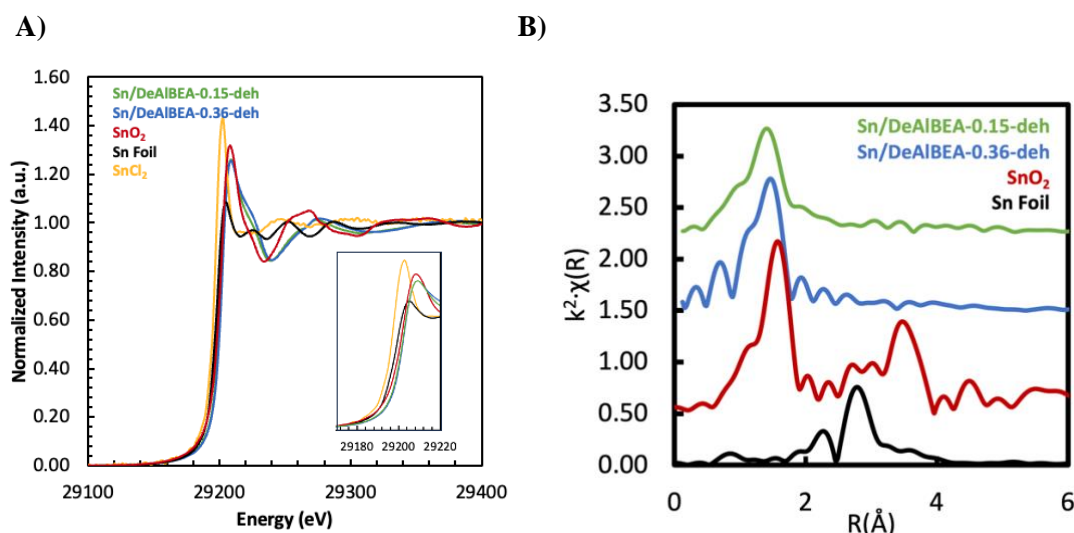 A)
B)
1.60
1.40
1.20
1.00
0.80
0.60
0.40
0.20
0.00
Normalized Intensity (a.u.)
Sn/DeAlBEA-0.15-deh
Sn/DeAlBEA-0.36-deh
SnO₂
Sn Foil
SnCl₂
29180 29200 29220
29100 29200 29300 29400
Energy (eV)
3.50
3.00
2.50
2.00
1.50
1.00
0.50
0.00
k²·χ(R)
Sn/DeAlBEA-0.15-deh
Sn/DeAlBEA-0.36-deh
SnO₂
Sn Foil
0 2 4 6
R(Å)